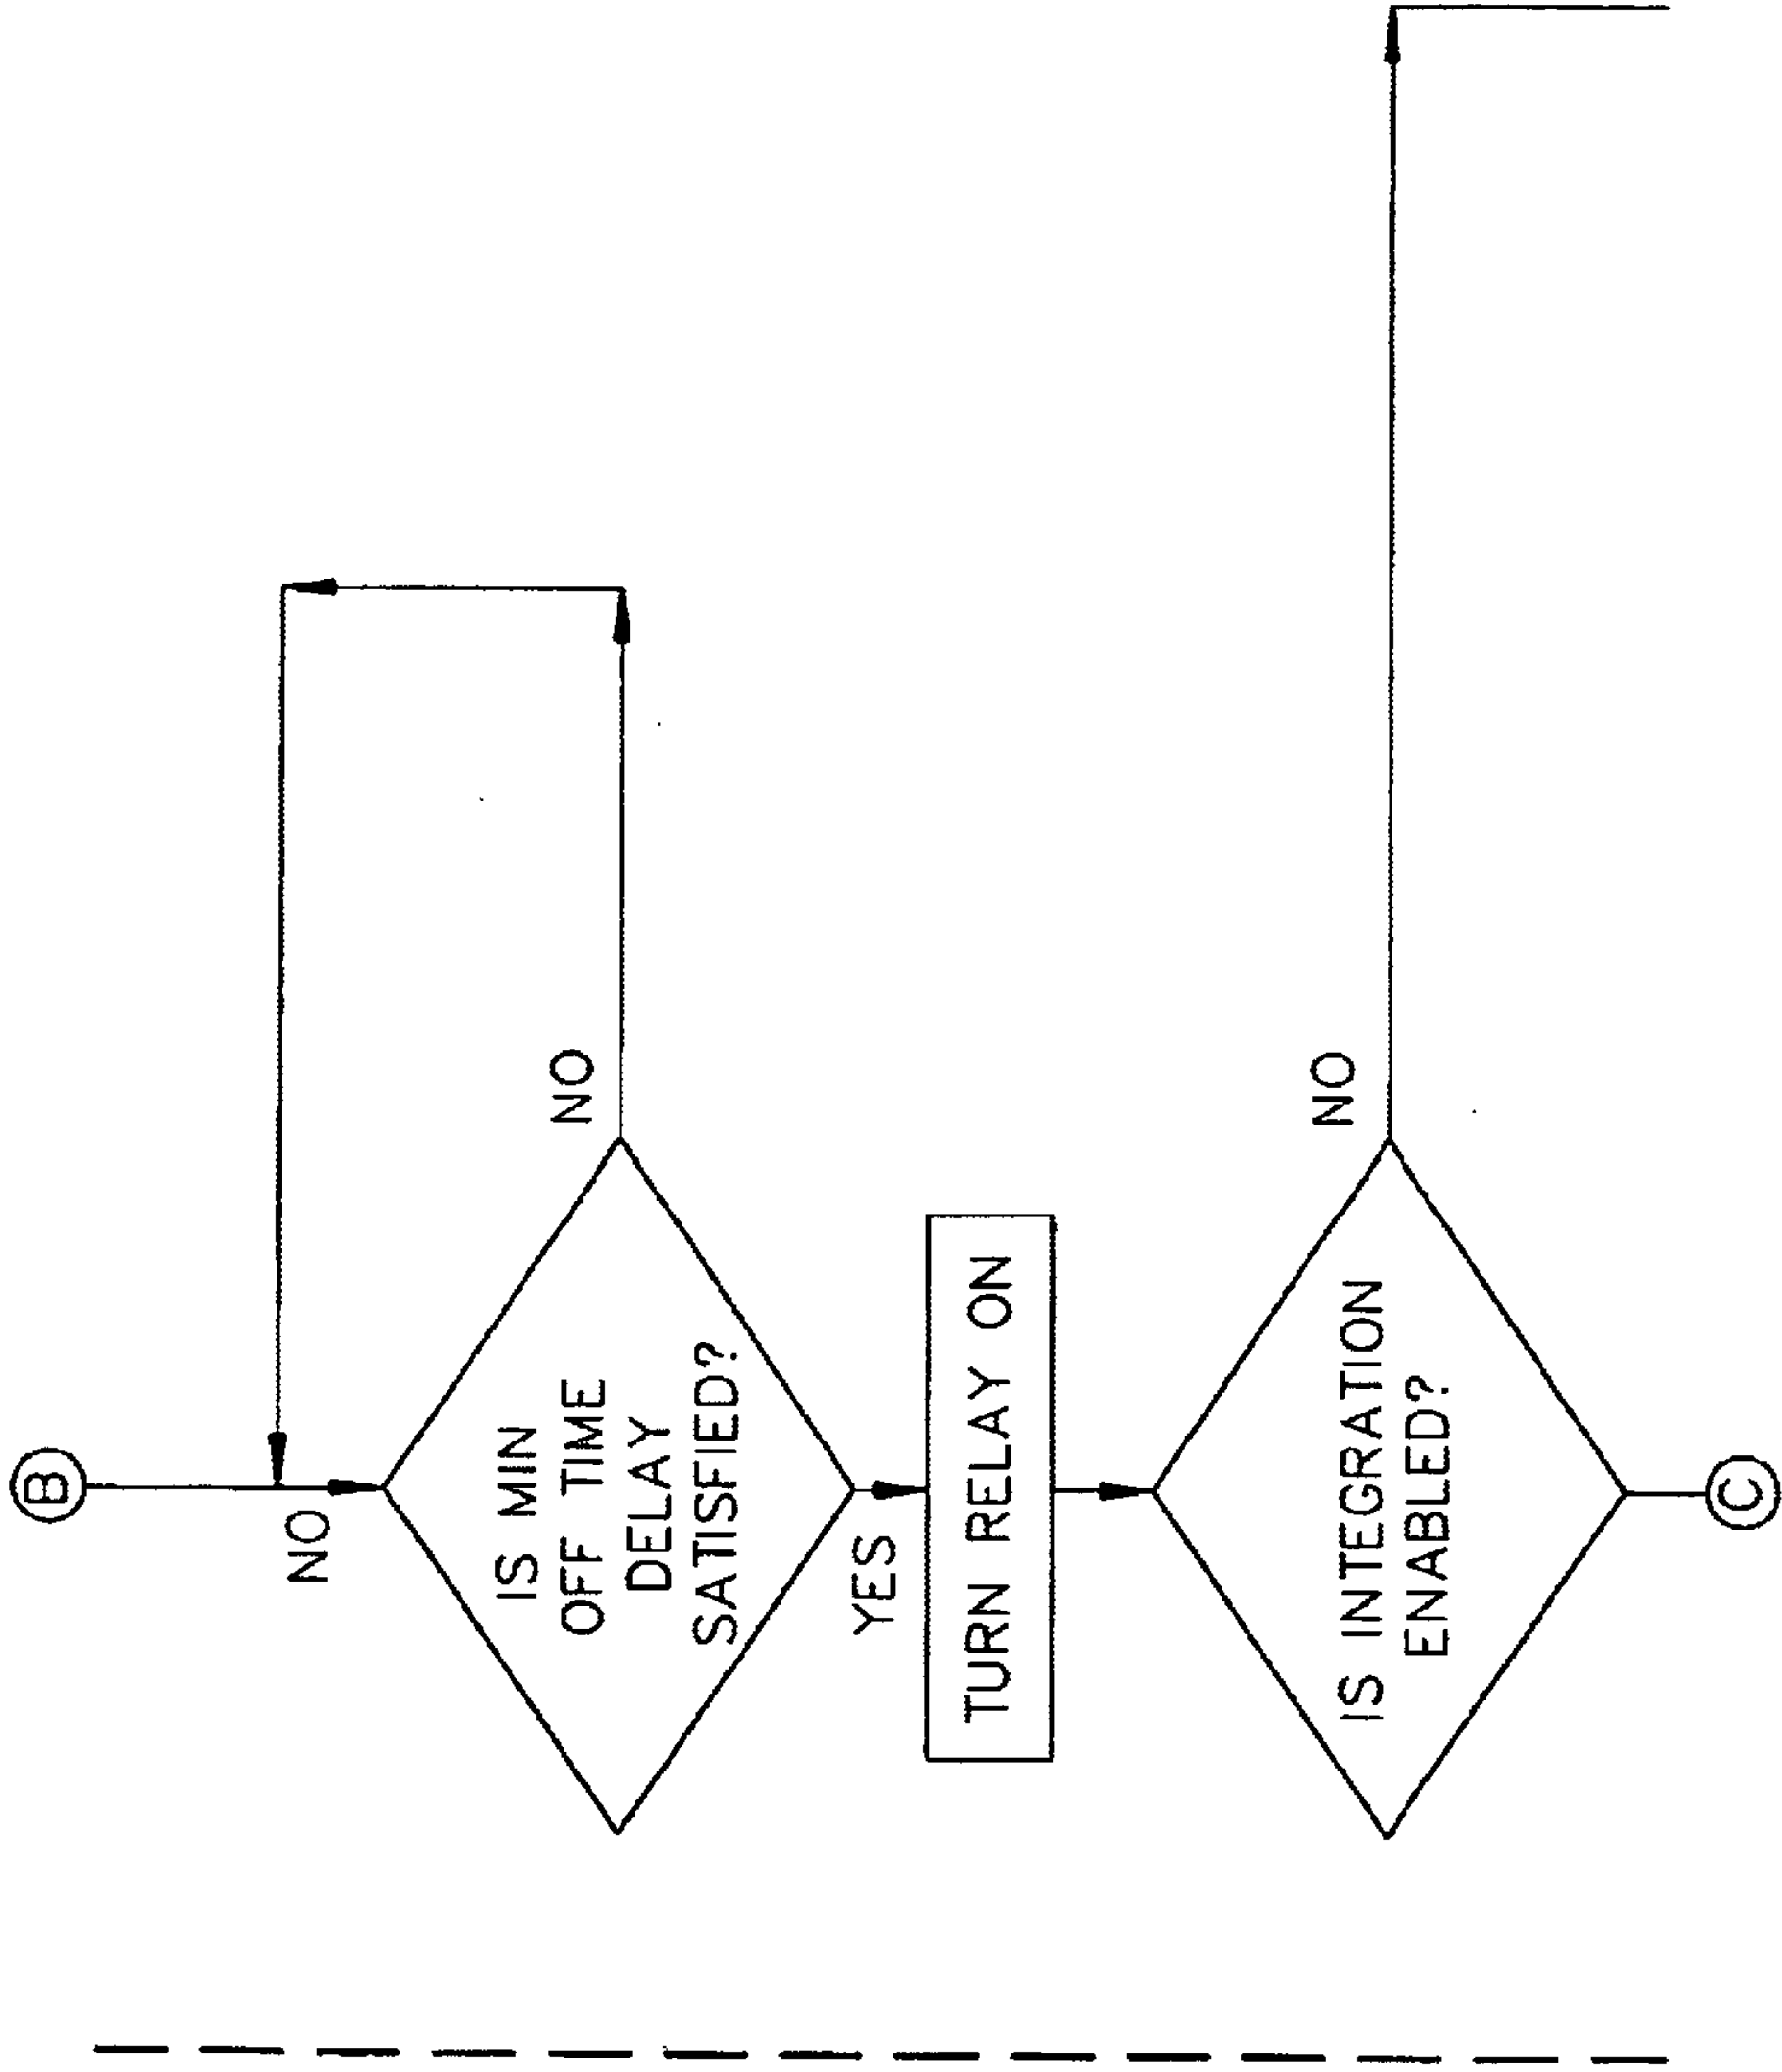 B
NO
IS MIN
OFF TIME
DELAY
SATISFIED?
NO
YES
TURN RELAY ON
IS INTEGRATION
ENABLED?
NO
C